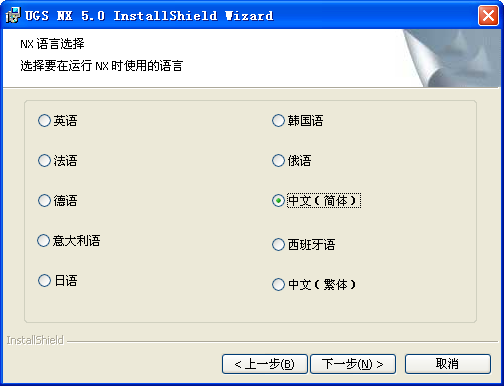 UGS NX 5.0 InstallShield Wizard
NX 语言选择
选择要在运行 NX 时使用的语言
英语
韩国语
法语
俄语
德语
中文（简体）
意大利语
西班牙语
日语
中文（繁体）
InstallShield
< 上一步(B)
下一步(N) >
取消